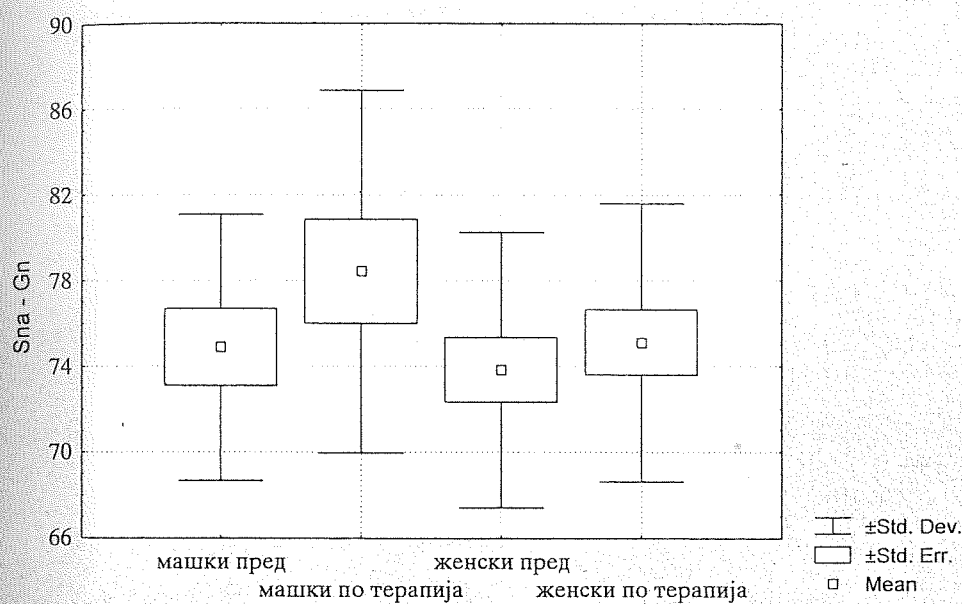 90
86
82
78
74
70
66
Sna - Gn
машки пред
женски пред
машки по терапија
женски по терапија
±Std. Dev.
±Std. Err.
Mean